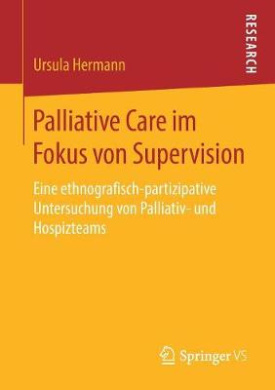 RESEARCH
Ursula Hermann
Palliative Care im
Fokus von Supervision
Eine ethnografisch-partizipative
Untersuchung von Palliativ- und
Hospizteams
Springer VS